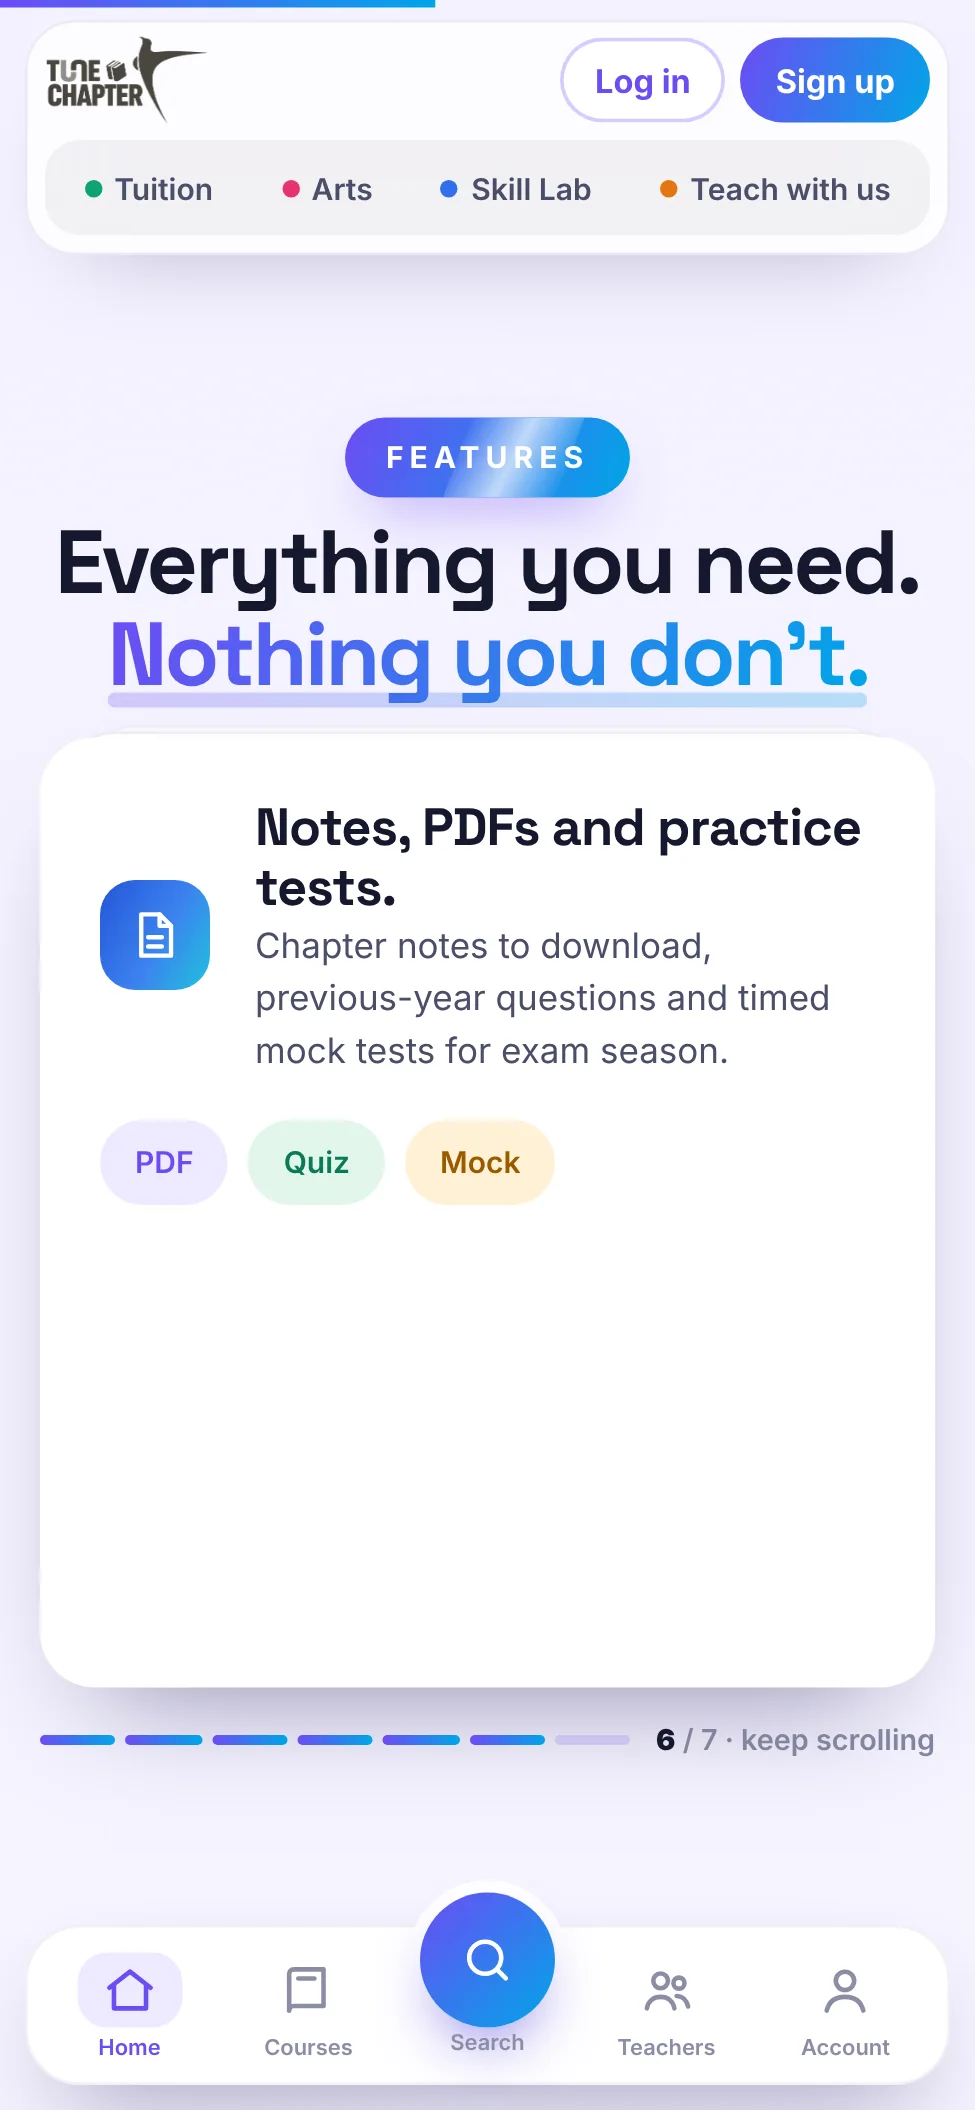 TUNE
CHAPTER
Log in
Sign up
Tuition
Arts
Skill Lab
Teach with us
FEATURES
Everything you need.
Nothing you don’t.
Notes, PDFs and practice
tests.
Chapter notes to download,
previous-year questions and timed
mock tests for exam season.
PDF
Quiz
Mock
6 / 7 · keep scrolling
Home
Courses
Search
Teachers
Account